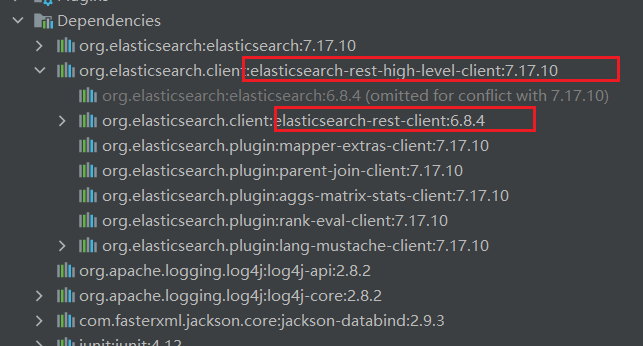 Dependencies
org.elasticsearch:elasticsearch:7.17.10
org.elasticsearch.client:elasticsearch-rest-high-level-client:7.17.10
org.elasticsearch:elasticsearch:6.8.4 (omitted for conflict with 7.17.10)
org.elasticsearch.client:elasticsearch-rest-client:6.8.4
org.elasticsearch.plugin:mapper-extras-client:7.17.10
org.elasticsearch.plugin:parent-join-client:7.17.10
org.elasticsearch.plugin:aggs-matrix-stats-client:7.17.10
org.elasticsearch.plugin:rank-eval-client:7.17.10
org.elasticsearch.plugin:lang-mustache-client:7.17.10
org.apache.logging.log4j:log4j-api:2.8.2
org.apache.logging.log4j:log4j-core:2.8.2
com.fasterxml.jackson.core:jackson-databind:2.9.3
junit:junit:4.12